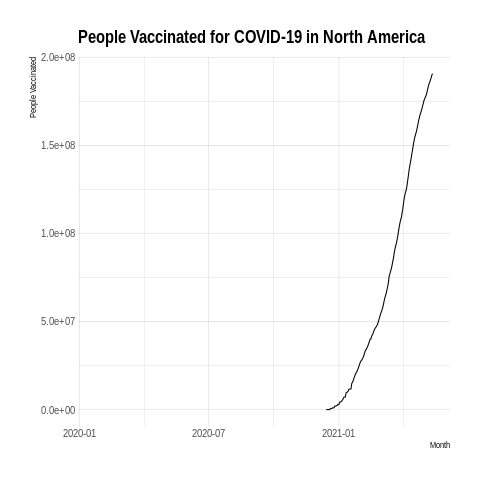 People Vaccinated for COVID-19 in North America
People Vaccinated
2.0e+08
1.5e+08
1.0e+08
5.0e+07
0.0e+00
2020-01 2020-07 2021-01
Month